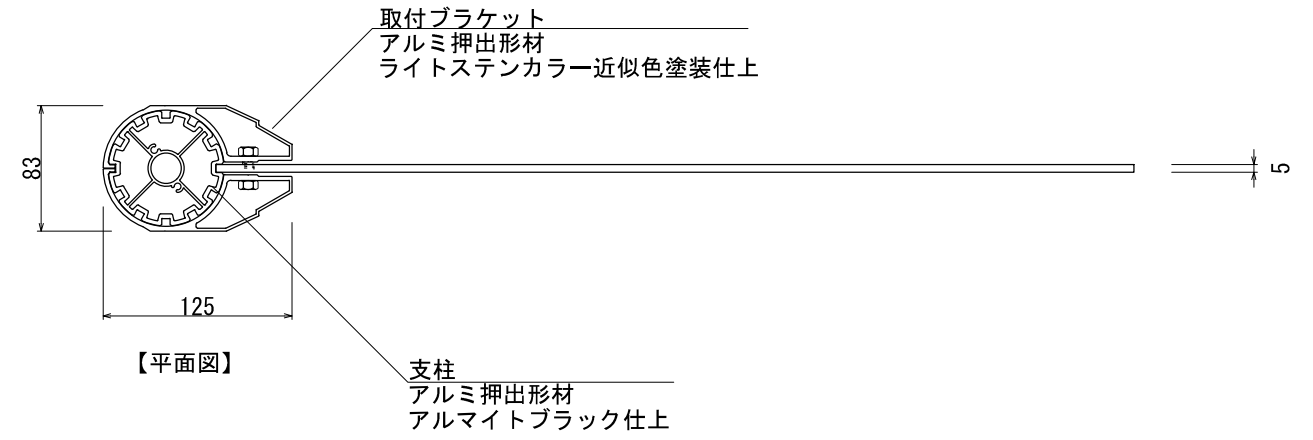 取付ブラケット
アルミ押出形材
ライトステンカラー近似色塗装仕上
83
5
125
【平面図】
支柱
アルミ押出形材
アルマイトブラック仕上